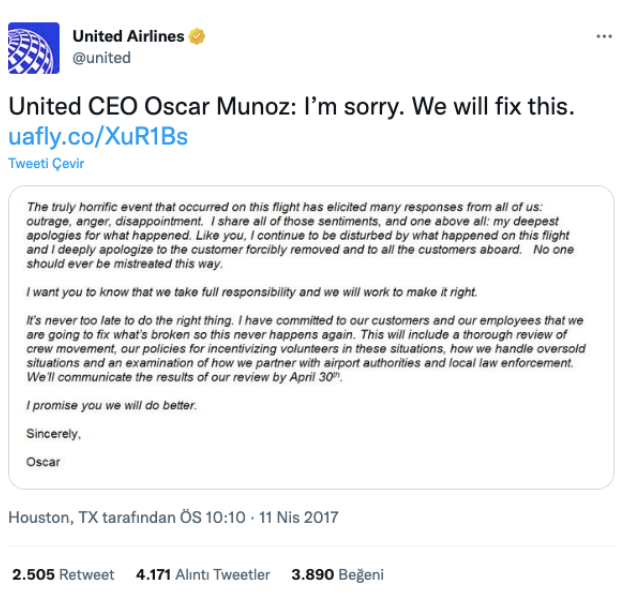 United Airlines
@united
United CEO Oscar Munoz: I’m sorry. We will fix this.
uafly.co/XuR1Bs
Tweeti Çevir
The truly horrific event that occurred on this flight has elicited many responses from all of us:
outrage, anger, disappointment.  I share all of those sentiments, and one above all: my deepest
apologies for what happened. Like you, I continue to be disturbed by what happened on this flight
and I deeply apologize to the customer forcibly removed and to all the customers aboard.   No one
should ever be mistreated this way.
I want you to know that we take full responsibility and we will work to make it right.
It's never too late to do the right thing. I have committed to our customers and our employees that we
are going to fix what's broken so this never happens again. This will include a thorough review of
crew movement, our policies for incentivizing volunteers in these situations, how we handle oversold
situations and an examination of how we partner with airport authorities and local law enforcement.
We'll communicate the results of our review by April 30th.
I promise you we will do better.
Sincerely,
Oscar
Houston, TX tarafından ÖS 10:10 · 11 Nis 2017
2.505 Retweet 4.171 Alıntı Tweetler 3.890 Beğeni